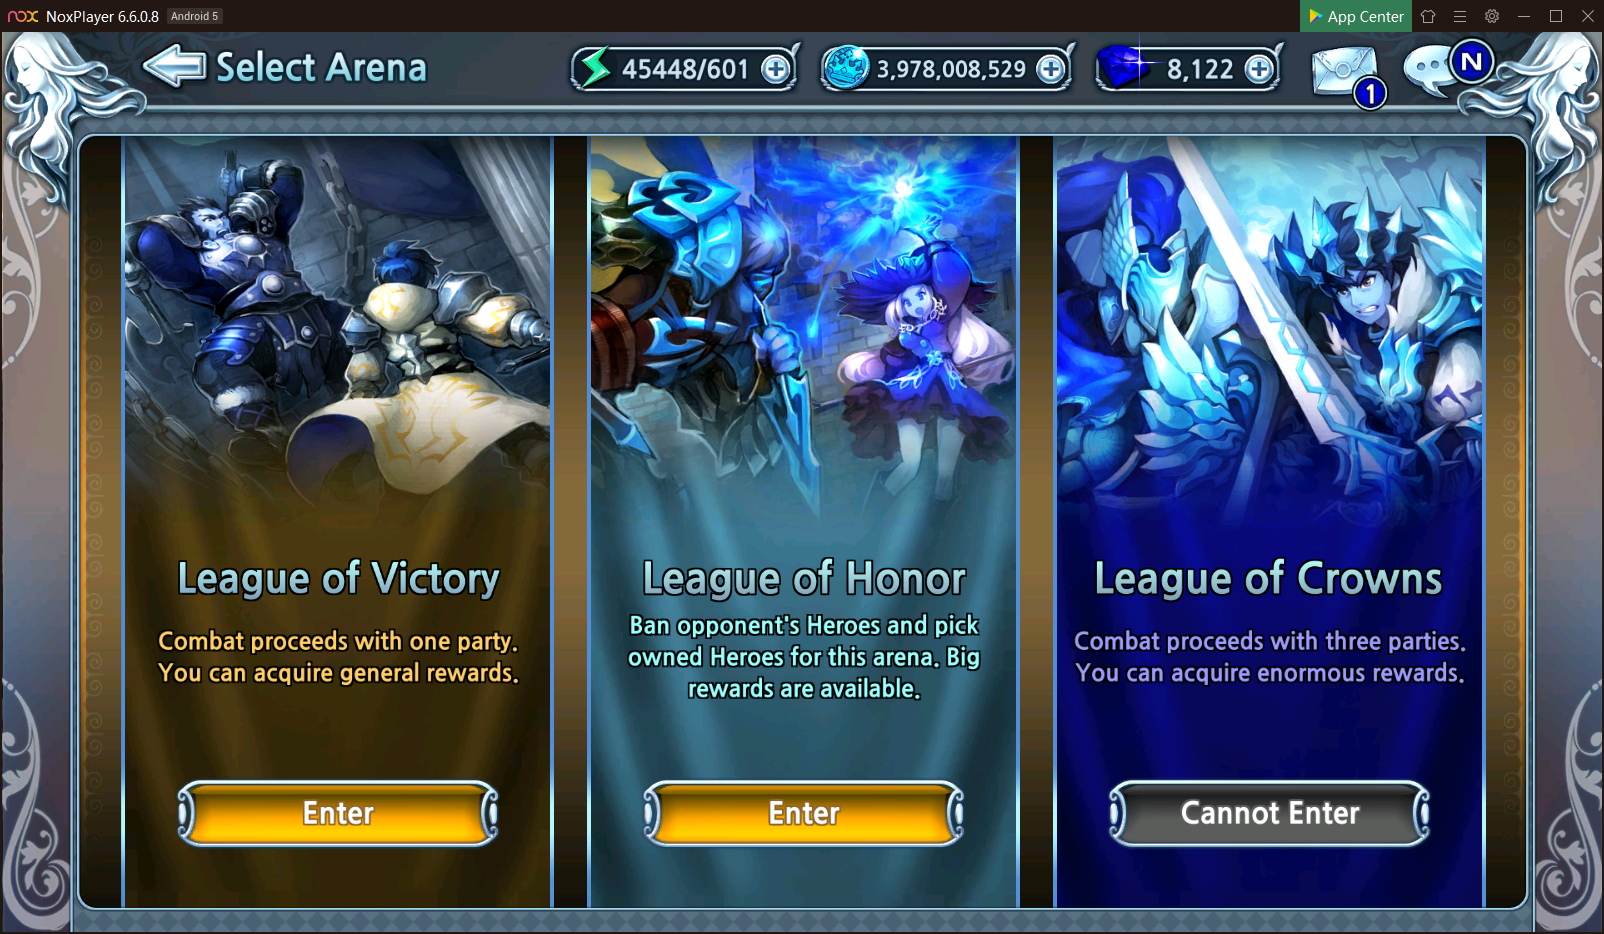 nox NoxPlayer 6.6.0.8 Android 5 App Center
Select Arena 45448/601 3,978,008,529 8,122 1 N
League of Victory
Combat proceeds with one party.
You can acquire general rewards.
Enter
League of Honor
Ban opponent's Heroes and pick
owned Heroes for this arena. Big
rewards are available.
Enter
League of Crowns
Combat proceeds with three parties.
You can acquire enormous rewards.
Cannot Enter